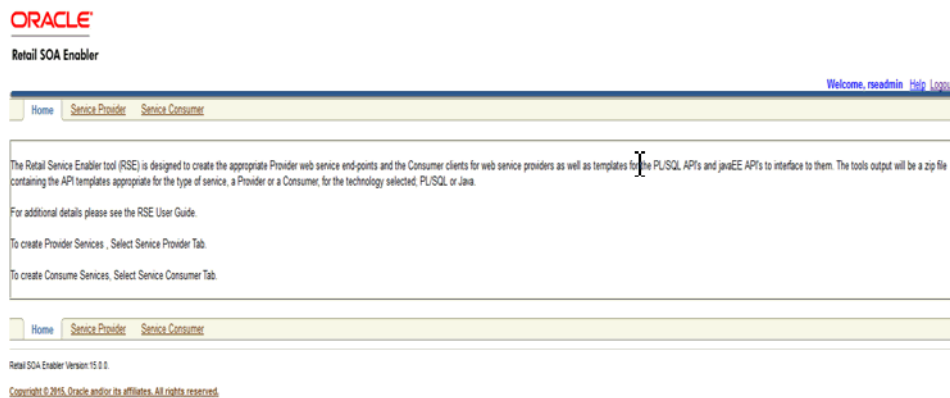 ORACLE
Retail SOA Enabler
Welcome, rseadmin Help Logou
Home Service Provider Service Consumer
The Retail Service Enabler tool (RSE) is designed to create the appropriate Provider web service end-points and the Consumer clients for web service providers as well as templates for the PL/SQL API's and javaEE API's to interface to them. The tools output will be a zip file
containing the API templates appropriate for the type of service, a Provider or a Consumer, for the technology selected, PL/SQL or Java.
For additional details please see the RSE User Guide.
To create Provider Services , Select Service Provider Tab.
To create Consume Services, Select Service Consumer Tab.
Home Service Provider Service Consumer
Retail SOA Enabler Version:15.0.0.
Copyright © 2015, Oracle and/or its affiliates. All rights reserved.